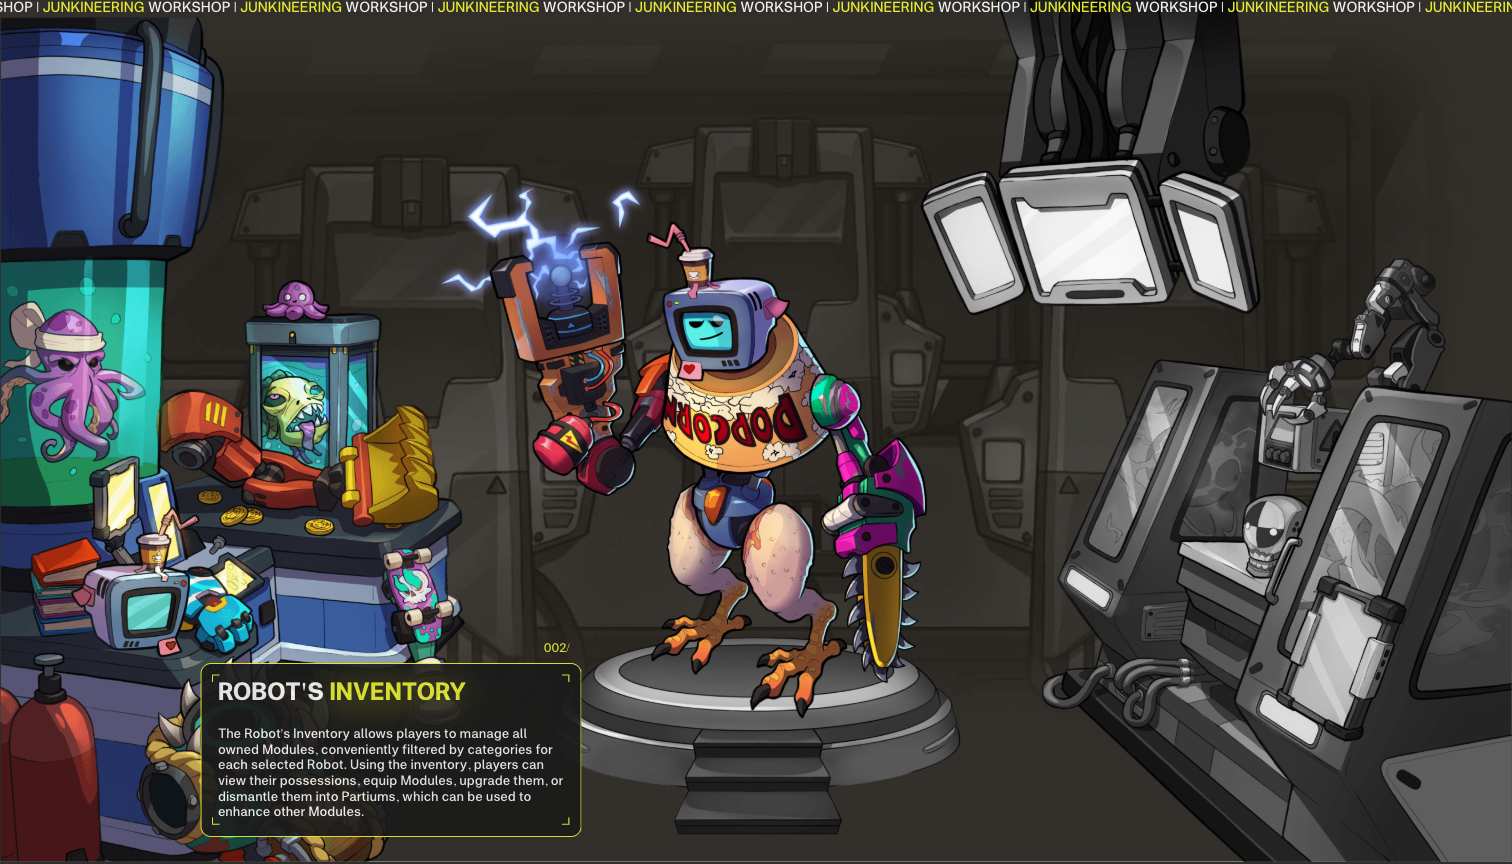 SHOP | JUNKINEERING WORKSHOP | JUNKINEERING WORKSHOP | JUNKINEERING WORKSHOP | JUNKINEERING WORKSHOP | JUNKINEERING WORKSHOP | JUNKINEERING WORKSHOP | JUNKINEERING WORKSHOP | JUNKINEERIN
POPCORN
002/
ROBOT'S INVENTORY
The Robot's Inventory allows players to manage all
owned Modules, conveniently filtered by categories for
each selected Robot. Using the inventory, players can
view their possessions, equip Modules, upgrade them, or
dismantle them into Partiums, which can be used to
enhance other Modules.